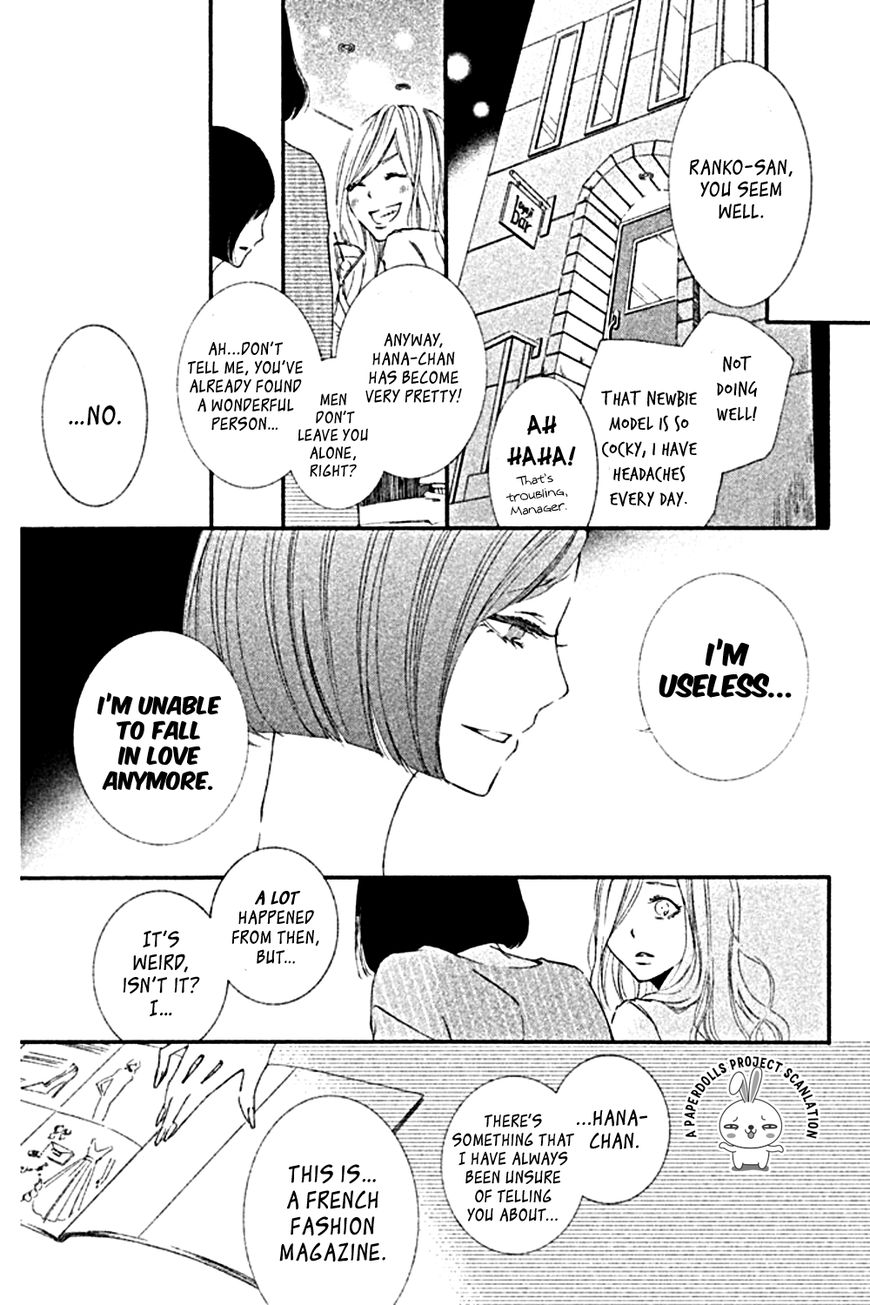 RANKO-SAN,
YOU SEEM
WELL.
NOT
DOING
WELL!
THAT NEWBIE
MODEL IS SO
COCKY, I HAVE
HEADACHES
EVERY DAY.
AH
HAHA!
That's
troubling,
Manager.
ANYWAY,
HANA-CHAN
HAS BECOME
VERY PRETTY!
MEN
DON'T
LEAVE YOU
ALONE,
RIGHT?
AH...DON'T
TELL ME, YOU'VE
ALREADY FOUND
A WONDERFUL
PERSON...
...NO.
I'M
USELESS...
I'M UNABLE
TO FALL
IN LOVE
ANYMORE.
A LOT
HAPPENED
FROM THEN,
BUT...
IT'S
WEIRD,
ISN'T IT?
I...
...HANA-
CHAN.
THERE'S
SOMETHING THAT
I HAVE ALWAYS
BEEN UNSURE
OF TELLING
YOU ABOUT...
THIS IS...
A FRENCH
FASHION
MAGAZINE.
A PAPERDOLLS PROJECT SCANLATION